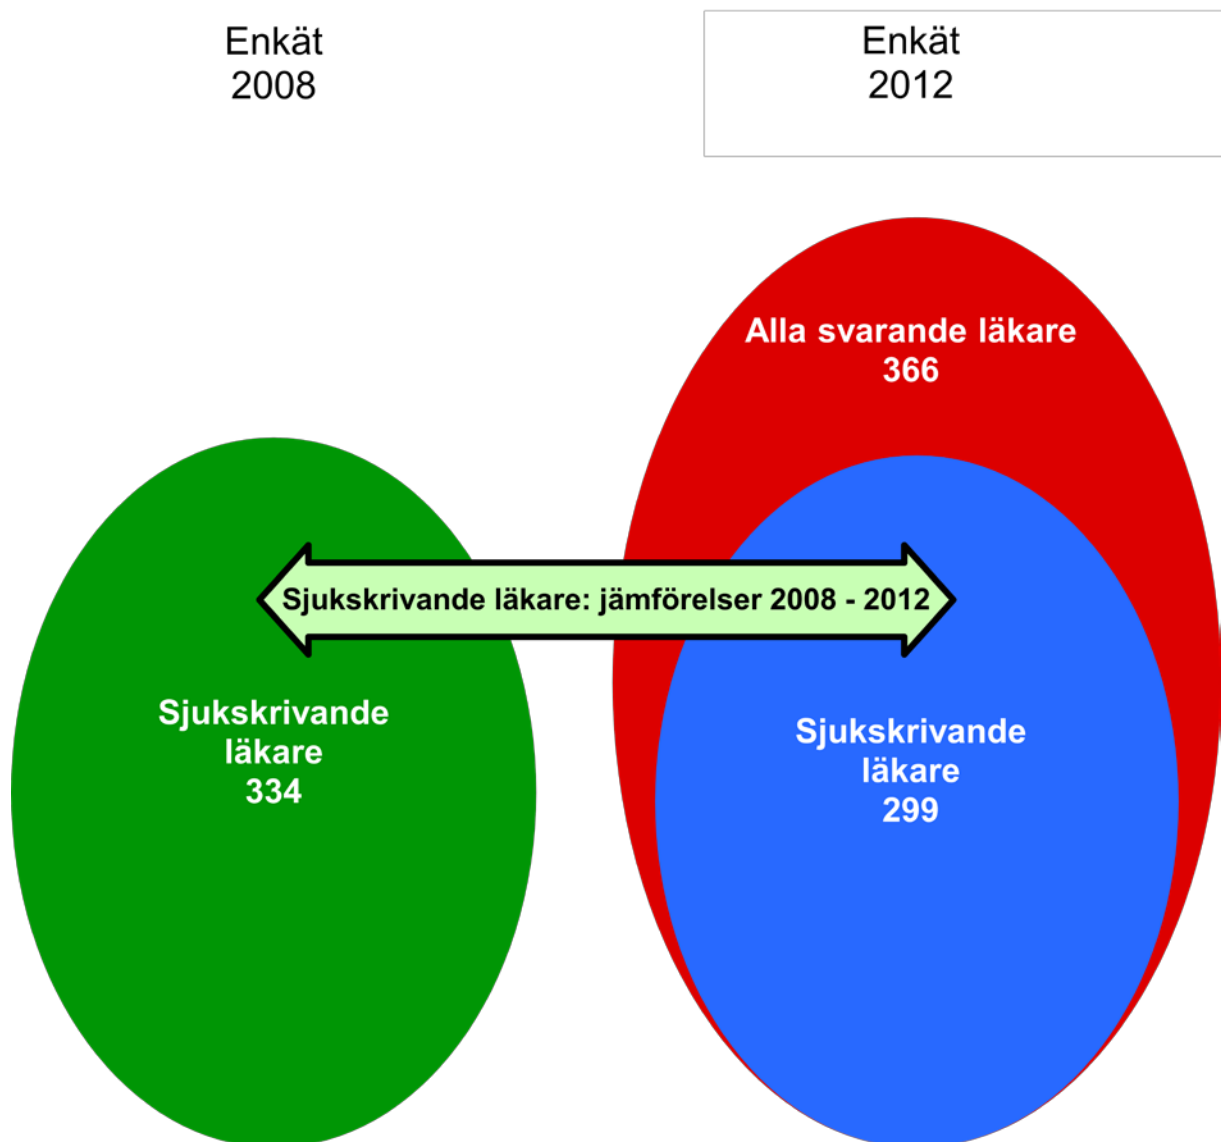 Enkät
2008
Enkät
2012
Alla svarande läkare
366
Sjukskrivande läkare: jämförelser 2008 - 2012
Sjukskrivande
läkare
334
Sjukskrivande
läkare
299